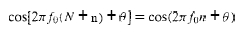 cos[2πf₀(N + n) + θ] = cos(2πf₀n + θ)